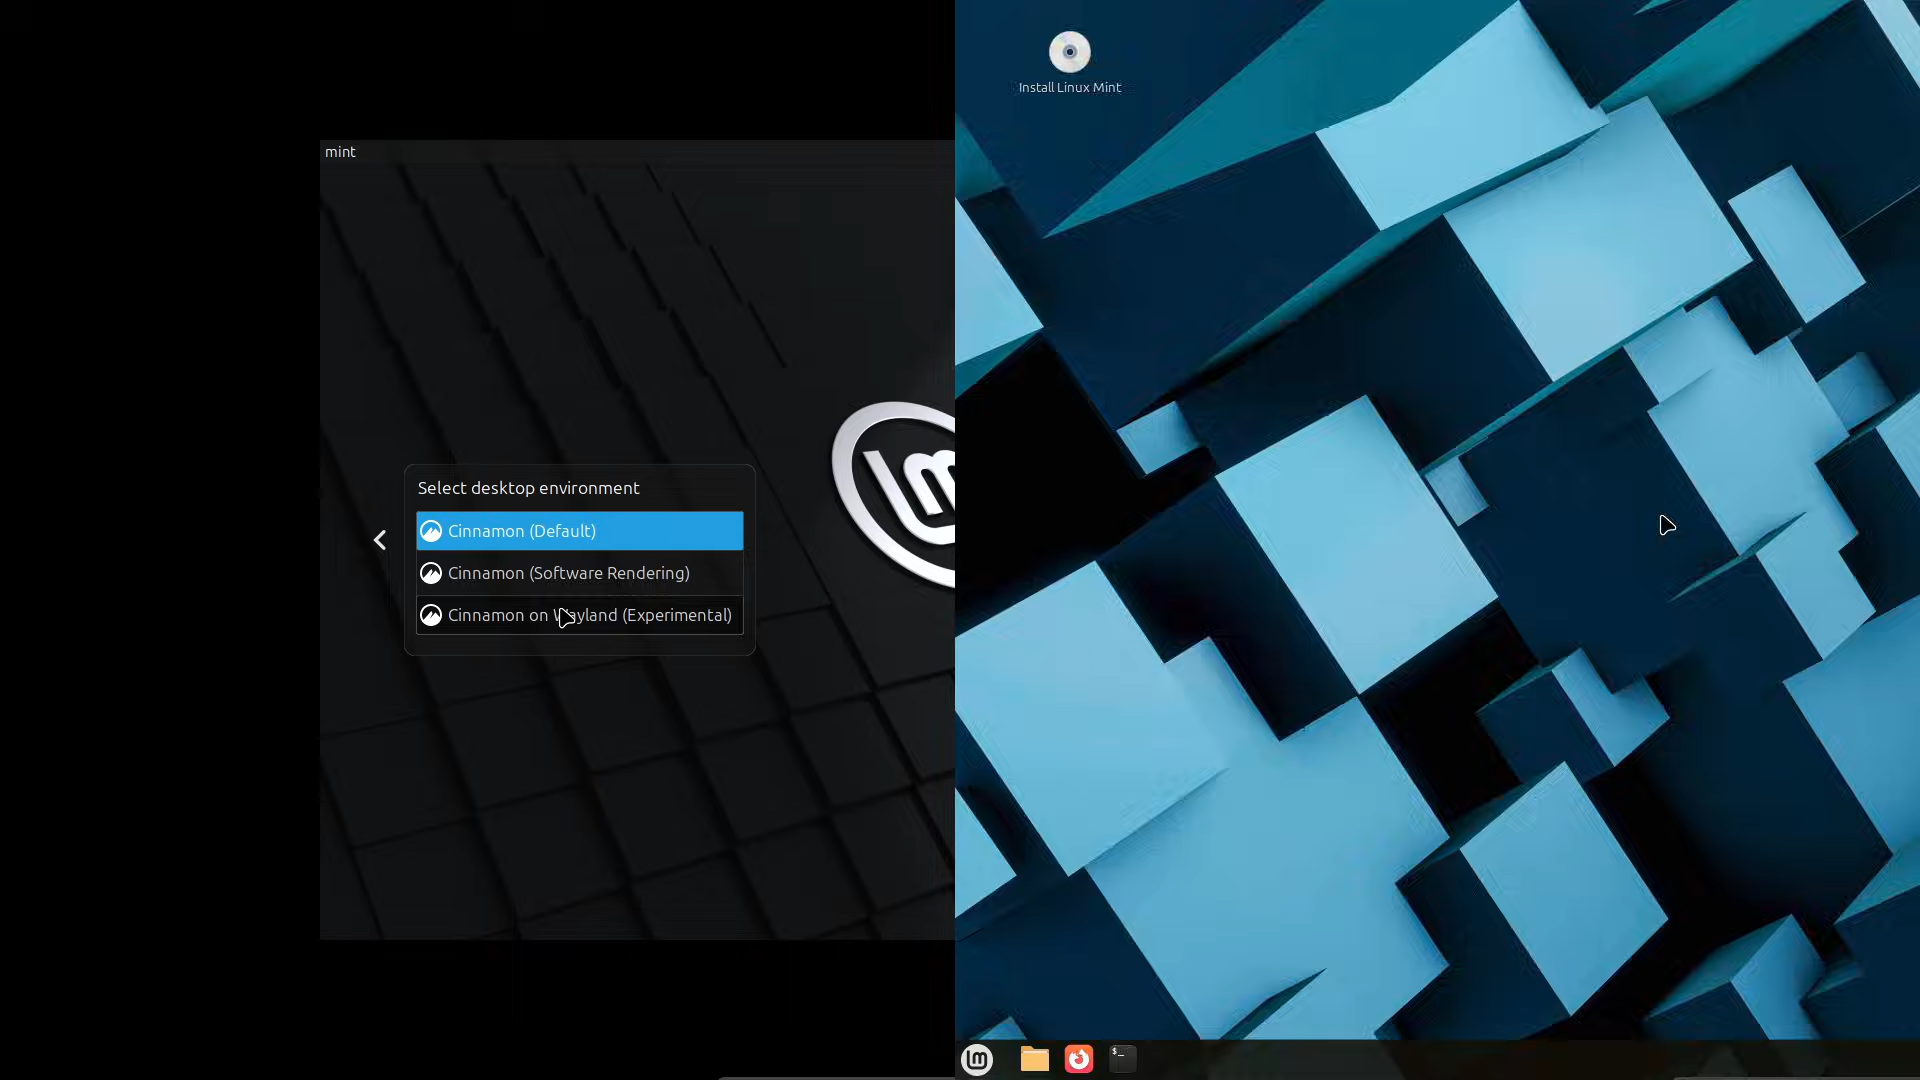 mint
Select desktop environment
Cinnamon (Default)
Cinnamon (Software Rendering)
Cinnamon on Wayland (Experimental)
Install Linux Mint
$_